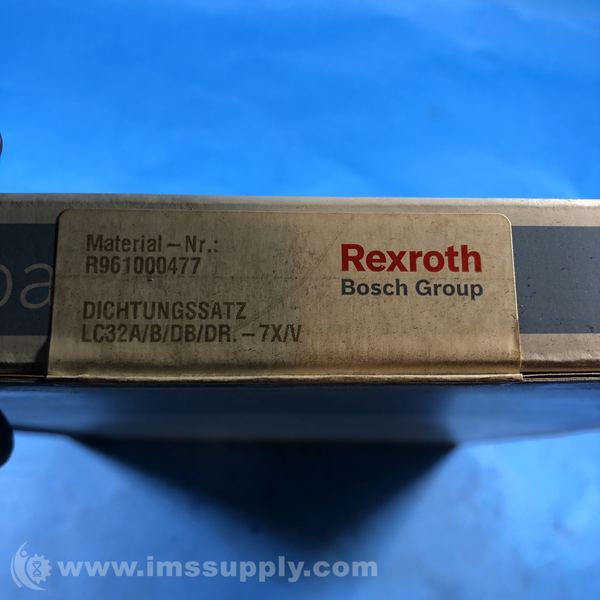 Material-Nr.:
R961000477
DICHTUNGSSATZ
LC32A/B/DB/DR.-7X/V
Rexroth
Bosch Group
www.imssupply.com